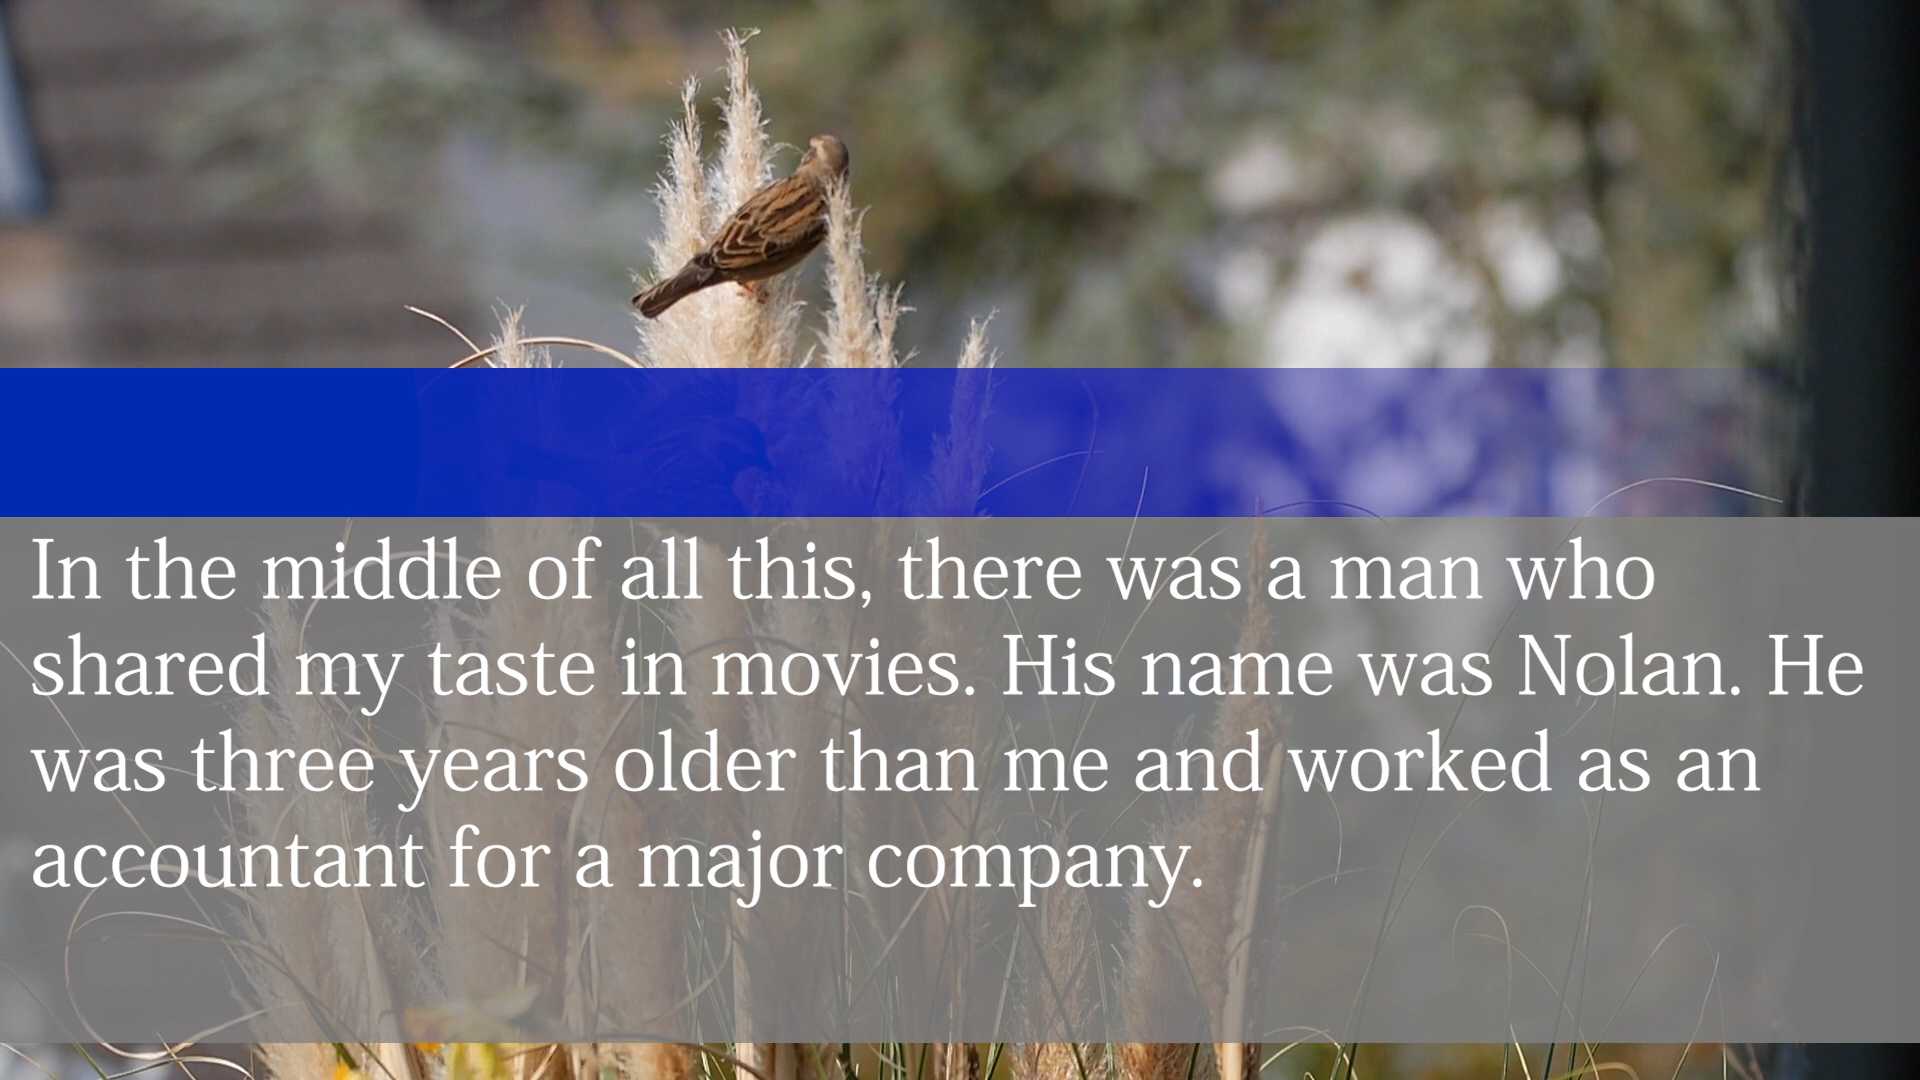 In the middle of all this, there was a man who
shared my taste in movies. His name was Nolan. He
was three years older than me and worked as an
accountant for a major company.